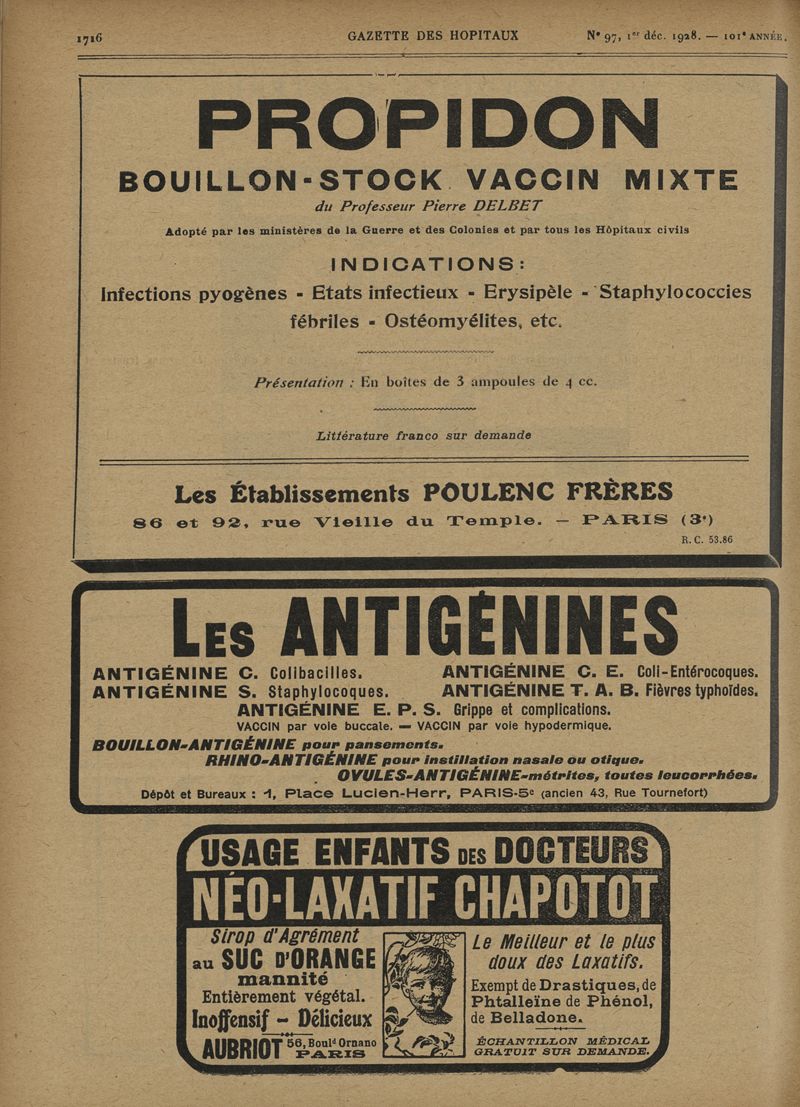 1716 GAZETTE DES HOPITAUX N° 97, 1er déc. 1928. — 101e ANNÉE.
PROPIDON
BOUILLON-STOCK VACCIN MIXTE
du Professeur Pierre DELBET
Adopté par les ministères de la Guerre et des Colonies et par tous les Hôpitaux civils
INDICATIONS:
Infections pyogènes - Etats infectieux - Erysipèle - Staphylococcies
fébriles - Ostéomyélites, etc.
Présentation : En boîtes de 3 ampoules de 4 cc.
Littérature franco sur demande
Les Établissements POULENC FRÈRES
86 et 92, rue Vieille du Temple. — PARIS (3e)
R. C. 53.86
LES ANTIGÉNINES
ANTIGÉNINE C. Colibacilles. ANTIGÉNINE C. E. Coli-Entérocoques.
ANTIGÉNINE S. Staphylocoques. ANTIGÉNINE T. A. B. Fièvres typhoïdes.
ANTIGÉNINE E. P. S. Grippe et complications.
VACCIN par voie buccale. — VACCIN par voie hypodermique.
BOUILLON-ANTIGÉNINE pour pansements.
RHINO-ANTIGÉNINE pour instillation nasale ou otique.
OVULES-ANTIGÉNINE-métrites, toutes leucorrhées.
Dépôt et Bureaux : 1, Place Lucien-Herr, PARIS-5e (ancien 43, Rue Tournefort)
USAGE ENFANTS DES DOCTEURS
NÉO-LAXATIF CHAPOTOT
Sirop d'Agrément
au SUC D'ORANGE
mannité
Entièrement végétal.
Inoffensif - Délicieux
AUBRIOT 56, Bould Ornano
PARIS
Le Meilleur et le plus
doux des Laxatifs.
Exempt de Drastiques, de
Phtalleïne de Phénol,
de Belladone.
ÉCHANTILLON MÉDICAL
GRATUIT SUR DEMANDE.